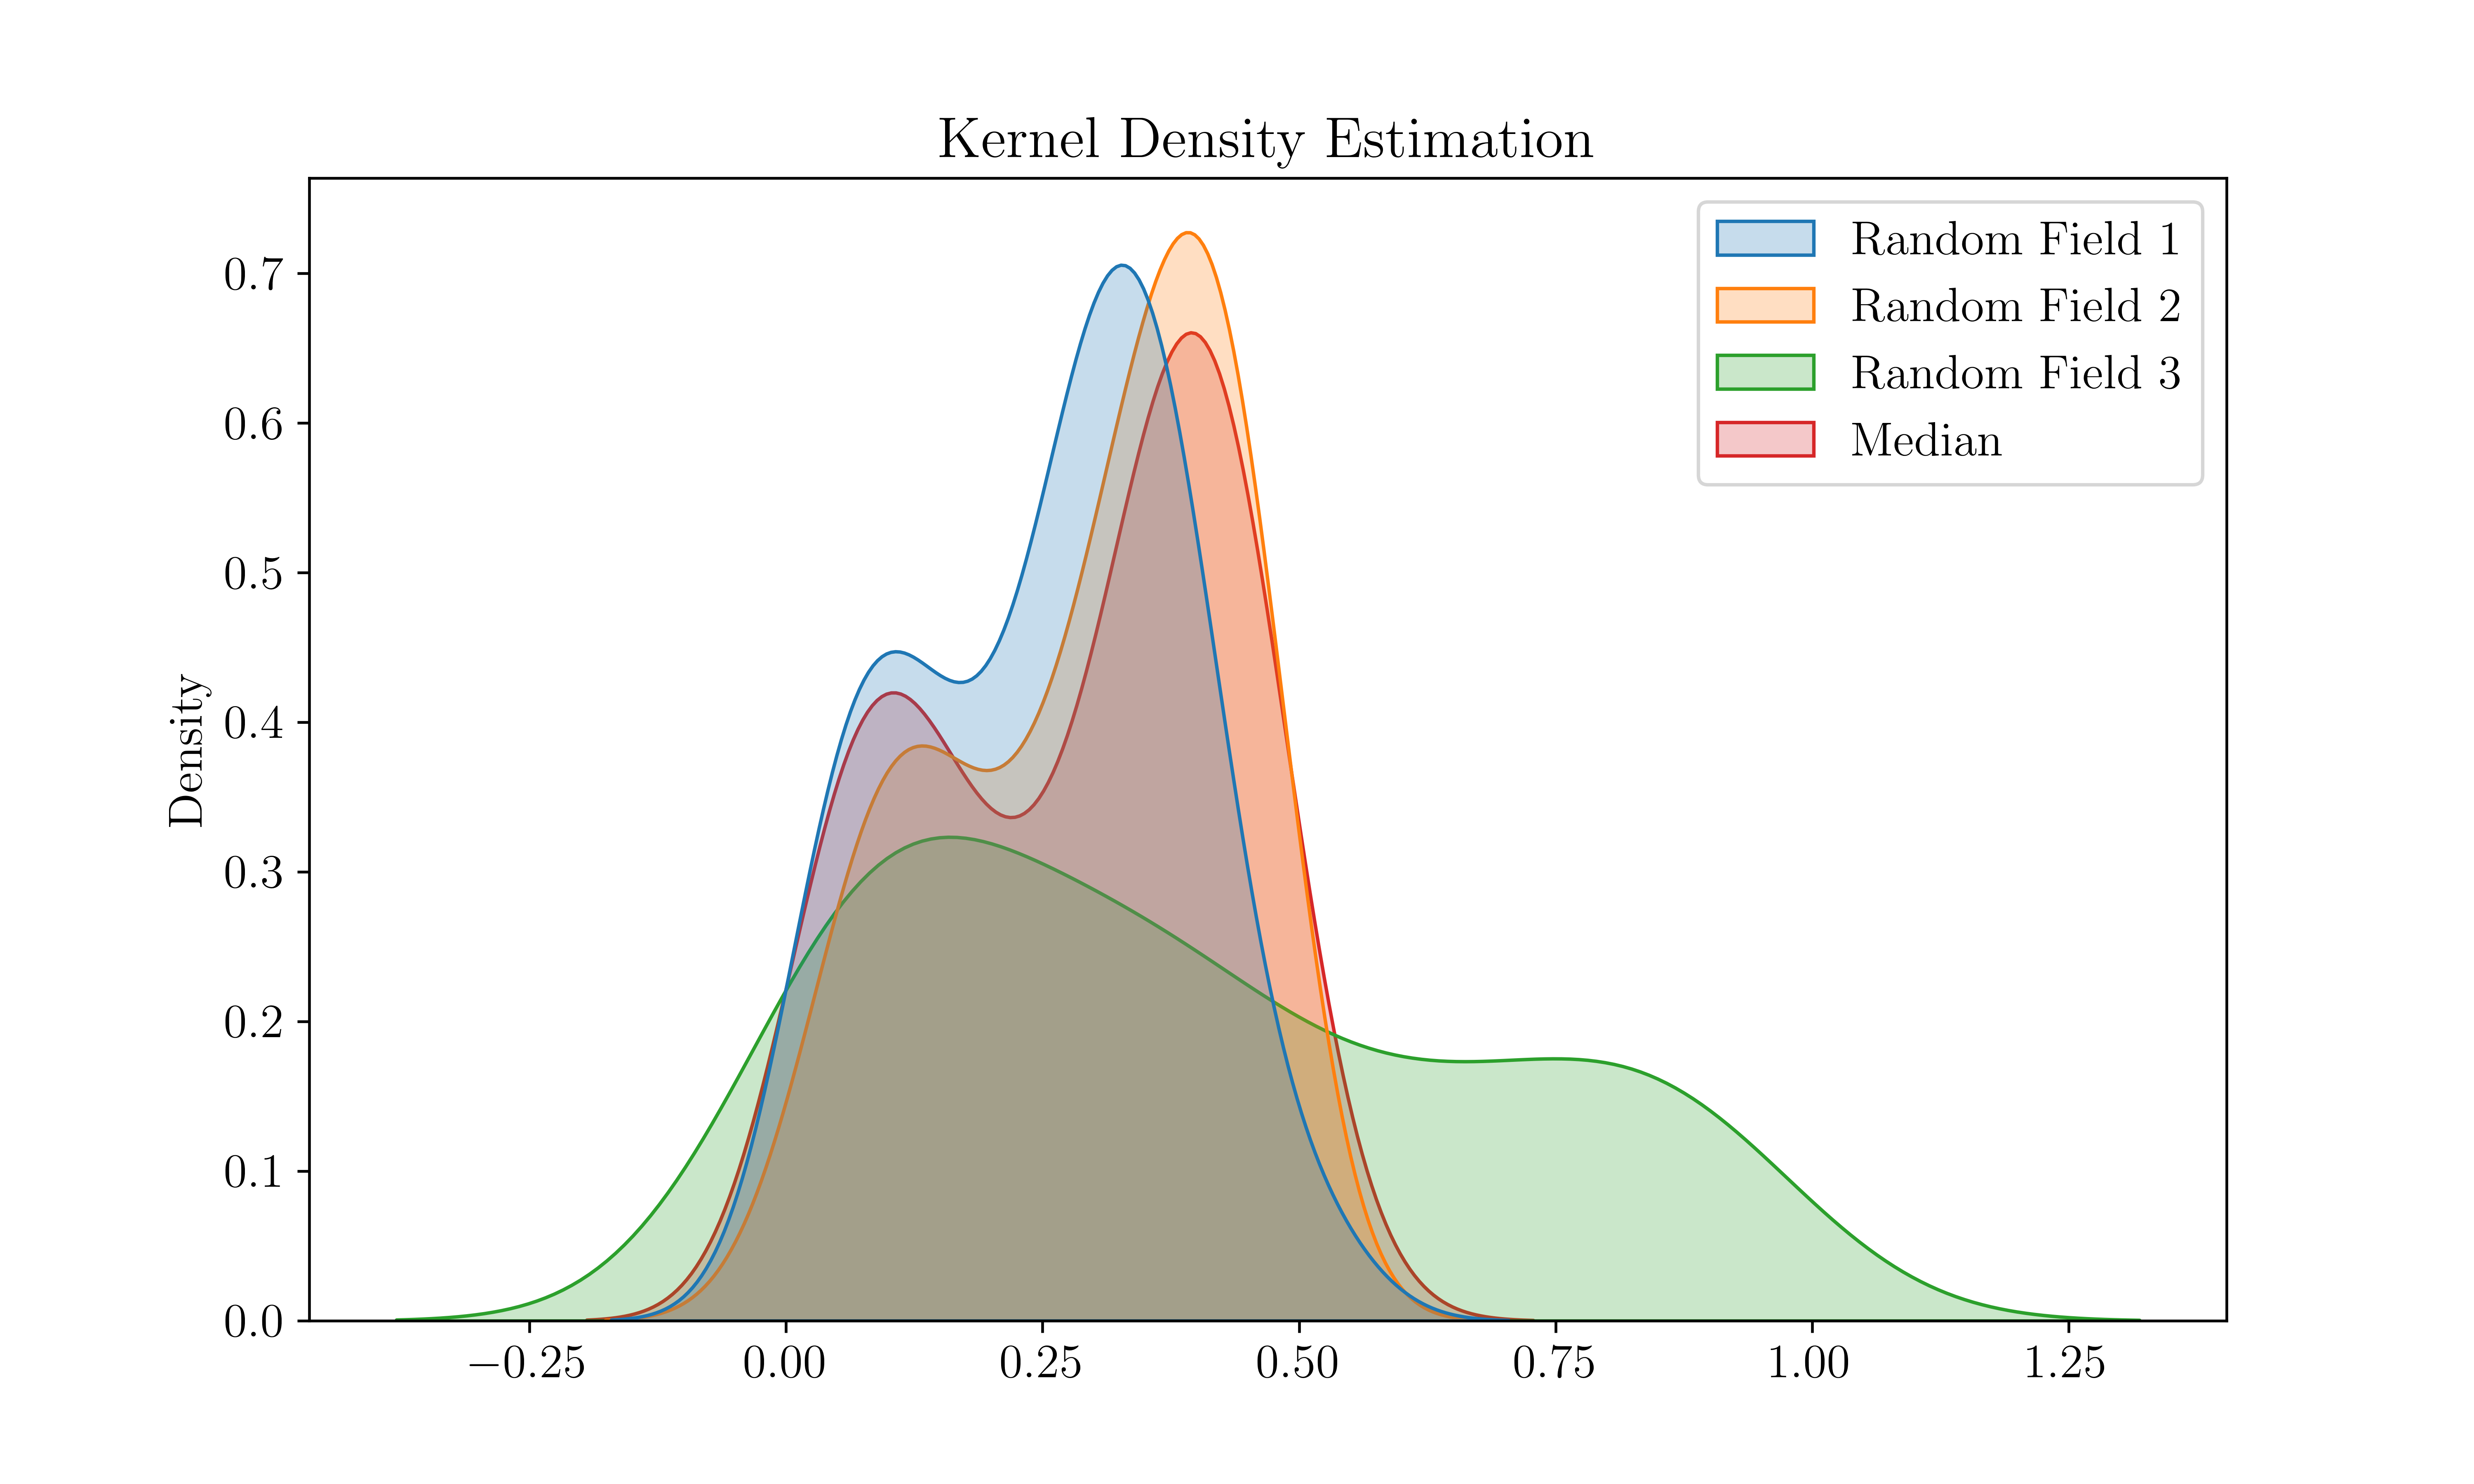 Kernel Density Estimation
Random Field 1
Random Field 2
Random Field 3
Median
Density
0.7
0.6
0.5
0.4
0.3
0.2
0.1
0.0
−0.25 0.00 0.25 0.50 0.75 1.00 1.25